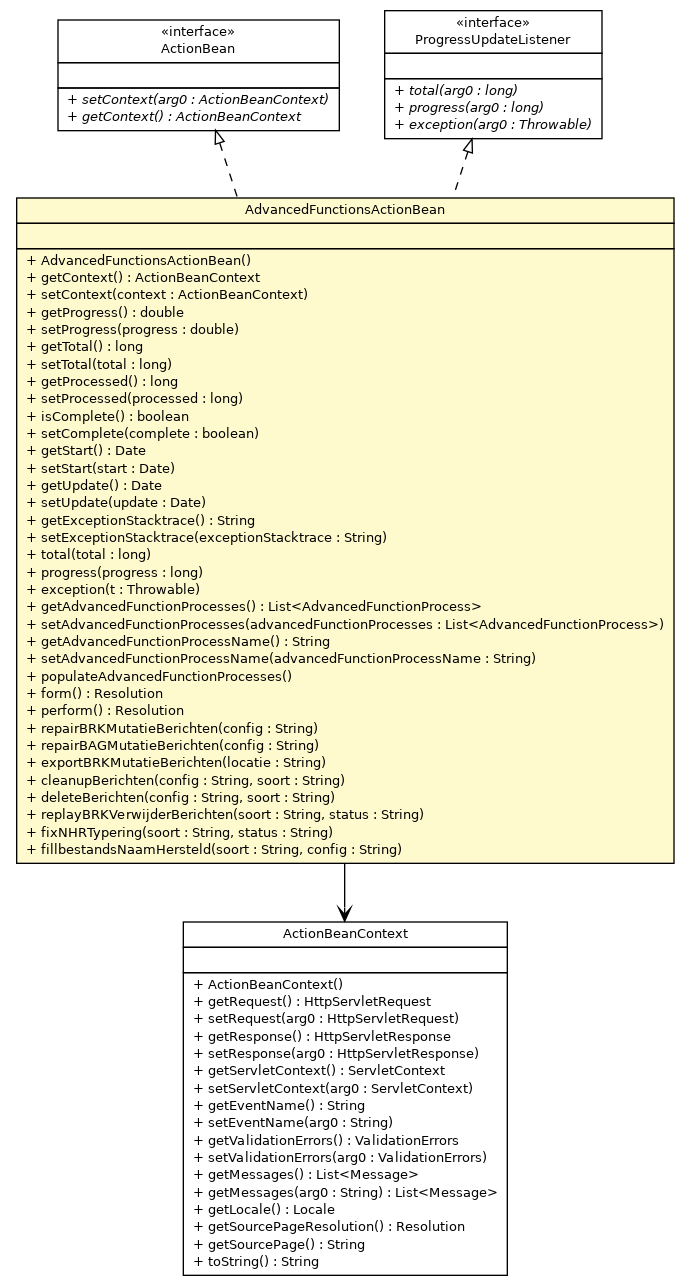 «interface»
ActionBean
+ setContext(arg0 : ActionBeanContext)
+ getContext() : ActionBeanContext
«interface»
ProgressUpdateListener
+ total(arg0 : long)
+ progress(arg0 : long)
+ exception(arg0 : Throwable)
AdvancedFunctionsActionBean
+ AdvancedFunctionsActionBean()
+ getContext() : ActionBeanContext
+ setContext(context : ActionBeanContext)
+ getProgress() : double
+ setProgress(progress : double)
+ getTotal() : long
+ setTotal(total : long)
+ getProcessed() : long
+ setProcessed(processed : long)
+ isComplete() : boolean
+ setComplete(complete : boolean)
+ getStart() : Date
+ setStart(start : Date)
+ getUpdate() : Date
+ setUpdate(update : Date)
+ getExceptionStacktrace() : String
+ setExceptionStacktrace(exceptionStacktrace : String)
+ total(total : long)
+ progress(progress : long)
+ exception(t : Throwable)
+ getAdvancedFunctionProcesses() : List<AdvancedFunctionProcess>
+ setAdvancedFunctionProcesses(advancedFunctionProcesses : List<AdvancedFunctionProcess>)
+ getAdvancedFunctionProcessName() : String
+ setAdvancedFunctionProcessName(advancedFunctionProcessName : String)
+ populateAdvancedFunctionProcesses()
+ form() : Resolution
+ perform() : Resolution
+ repairBRKMutatieBerichten(config : String)
+ repairBAGMutatieBerichten(config : String)
+ exportBRKMutatieBerichten(locatie : String)
+ cleanupBerichten(config : String, soort : String)
+ deleteBerichten(config : String, soort : String)
+ replayBRKVerwijderBerichten(soort : String, status : String)
+ fixNHRTypering(soort : String, status : String)
+ fillbestandsNaamHersteld(soort : String, config : String)
ActionBeanContext
+ ActionBeanContext()
+ getRequest() : HttpServletRequest
+ setRequest(arg0 : HttpServletRequest)
+ getResponse() : HttpServletResponse
+ setResponse(arg0 : HttpServletResponse)
+ getServletContext() : ServletContext
+ setServletContext(arg0 : ServletContext)
+ getEventName() : String
+ setEventName(arg0 : String)
+ getValidationErrors() : ValidationErrors
+ setValidationErrors(arg0 : ValidationErrors)
+ getMessages() : List<Message>
+ getMessages(arg0 : String) : List<Message>
+ getLocale() : Locale
+ getSourcePageResolution() : Resolution
+ getSourcePage() : String
+ toString() : String